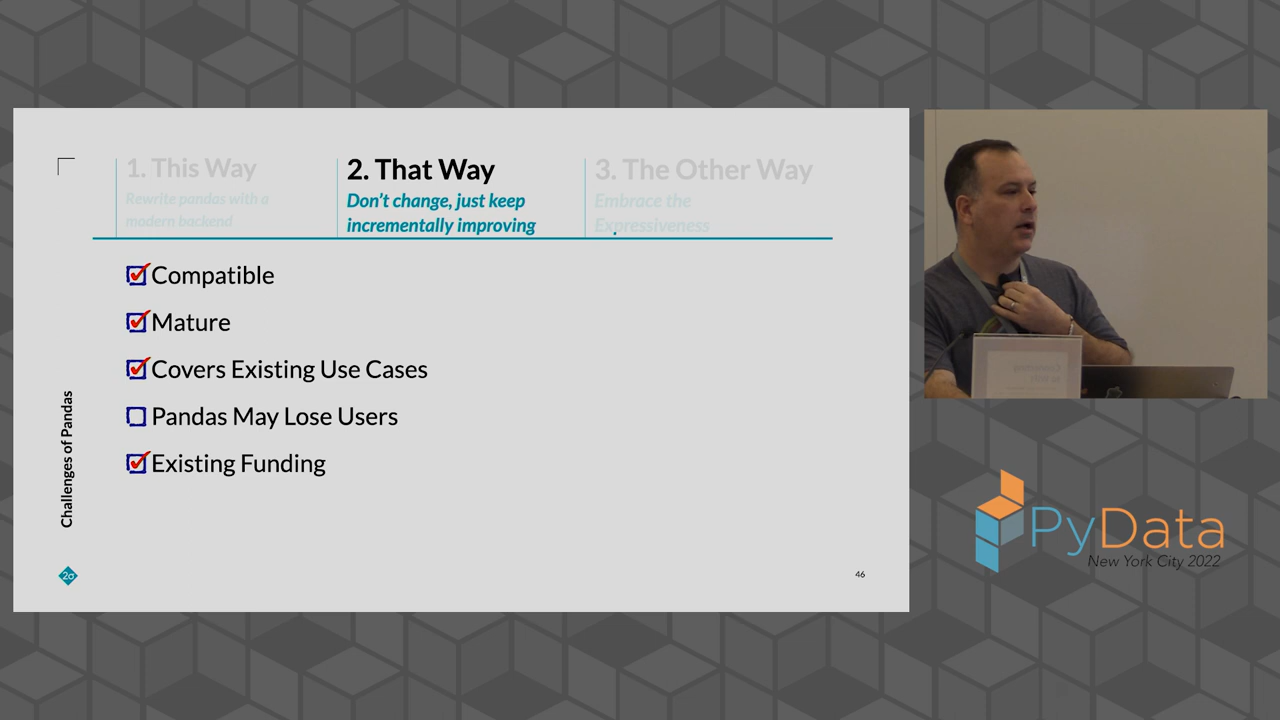 1. This Way
Rewrite pandas with a
modern backend
2. That Way
Don't change, just keep
incrementally improving
3. The Other Way
Embrace the
Expressiveness
Compatible
Mature
Covers Existing Use Cases
Pandas May Lose Users
Existing Funding
Challenges of Pandas
2σ
46
PyData
New York City 2022